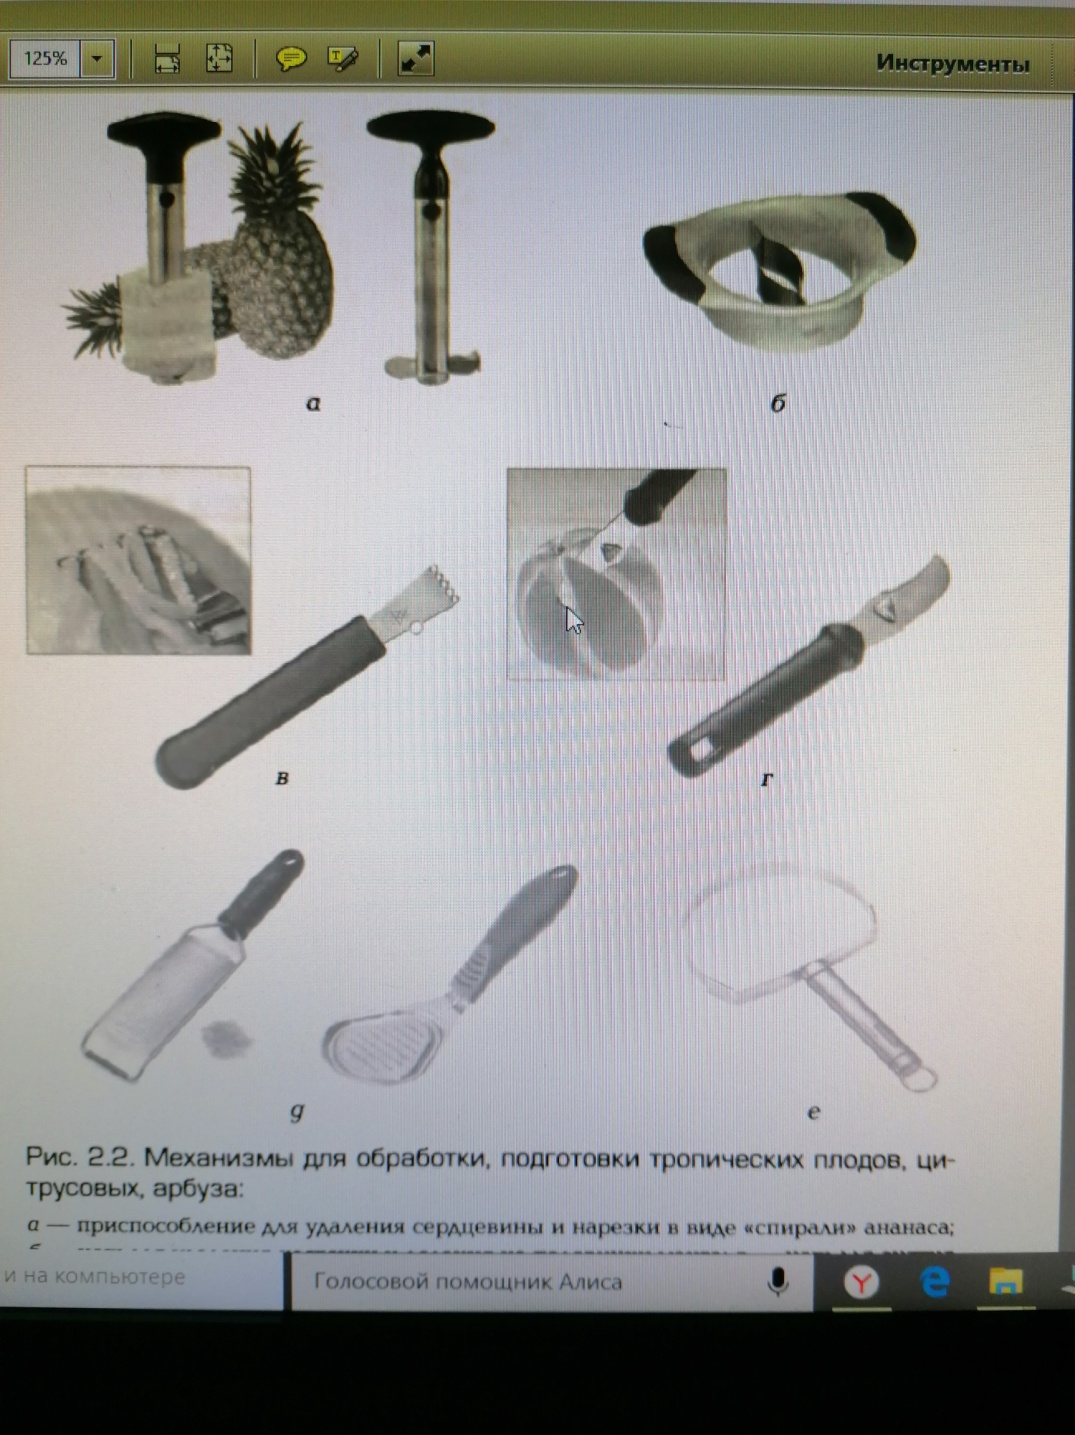 125%
Инструменты
а
б
в
г
д
е
Рис. 2.2. Механизмы для обработки, подготовки тропических плодов, ци-
трусовых, арбуза:
а — приспособление для удаления сердцевины и нарезки в виде «спирали» ананаса;
и на компьютере
Голосовой помощник Алиса